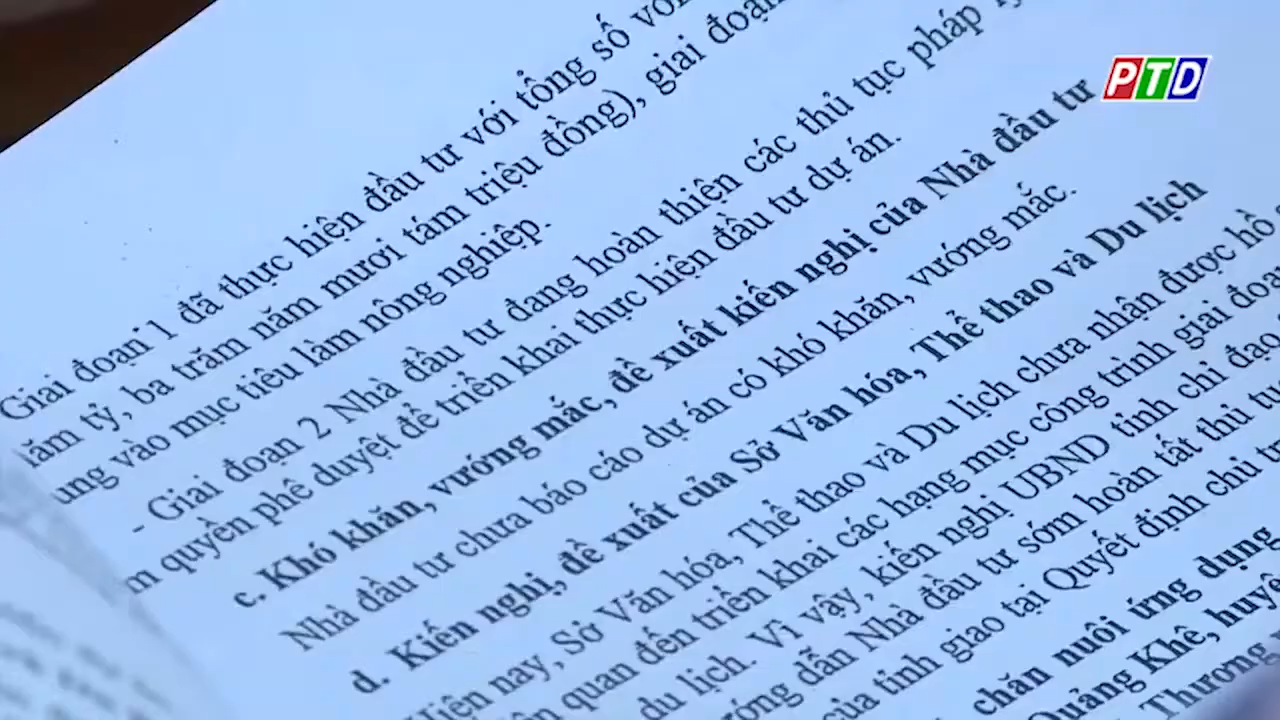 PTD
Giai đoạn 1 đã thực hiện đầu tư với tổng số
lăm tỷ, ba trăm năm mươi tám triệu đồng), giai đoạn
ung vào mục tiêu làm nông nghiệp.
- Giai đoạn 2 Nhà đầu tư đang hoàn thiện các thủ tục pháp
m quyền phê duyệt để triển khai thực hiện đầu tư dự án.
c. Khó khăn, vướng mắc, đề xuất kiến nghị của Nhà đầu tư
Nhà đầu tư chưa báo cáo dự án có khó khăn, vướng mắc.
d. Kiến nghị, đề xuất của Sở Văn hóa, Thể thao và Du lịch
Hiện nay, Sở Văn hóa, Thể thao và Du lịch chưa nhận được hồ
quan đến triển khai các hạng mục công trình giai đoạn
du lịch. Vì vậy, kiến nghị UBND tỉnh chỉ đạo
ướng dẫn Nhà đầu tư sớm hoàn tất thủ tục
của tỉnh giao tại Quyết định chủ
chăn nuôi ứng dụng
Quảng Khê, huyện
Thương